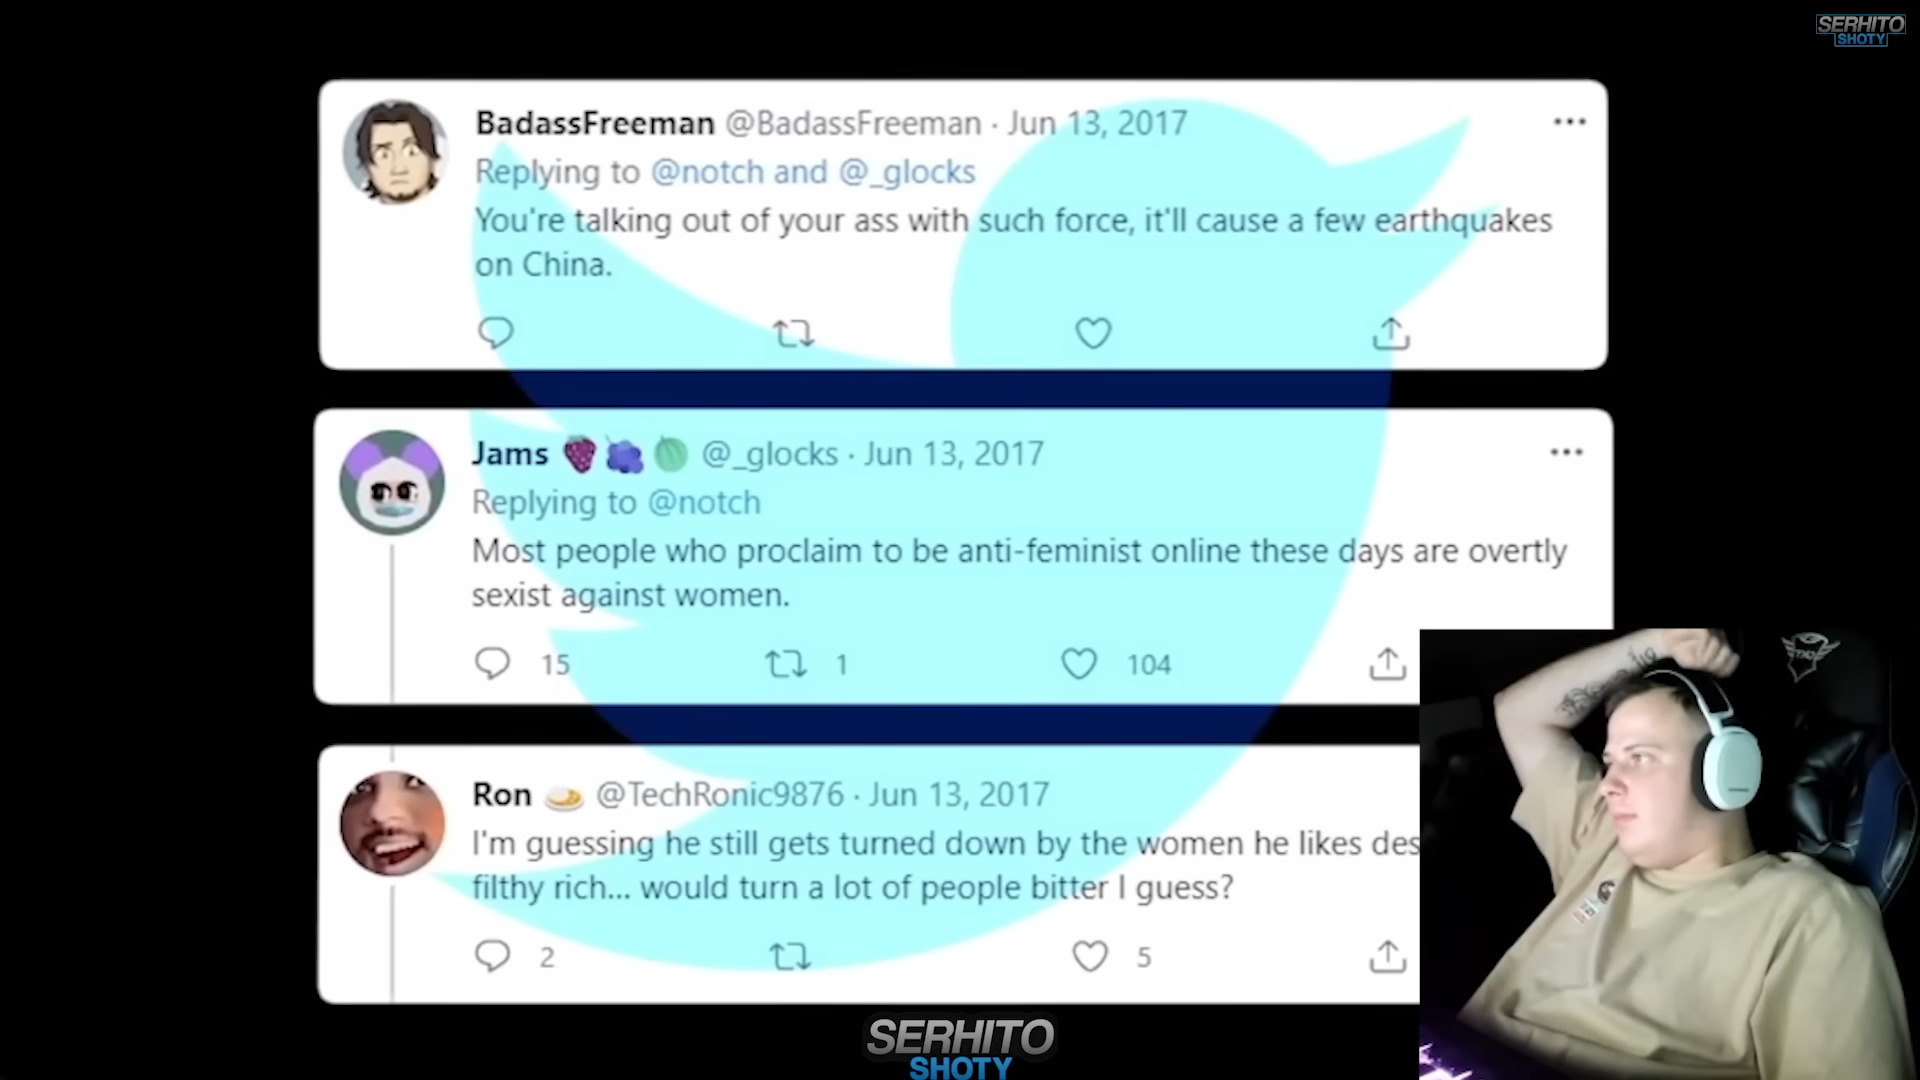 SERHITO
SHOTY
BadassFreeman @BadassFreeman · Jun 13, 2017
Replying to @notch and @_glocks
You're talking out of your ass with such force, it'll cause a few earthquakes
on China.
Jams @_glocks · Jun 13, 2017
Replying to @notch
Most people who proclaim to be anti-feminist online these days are overtly
sexist against women.
15 1 104
Ron @TechRonic9876 · Jun 13, 2017
I'm guessing he still gets turned down by the women he likes des
filthy rich... would turn a lot of people bitter I guess?
2 5
SERHITO
SHOTY